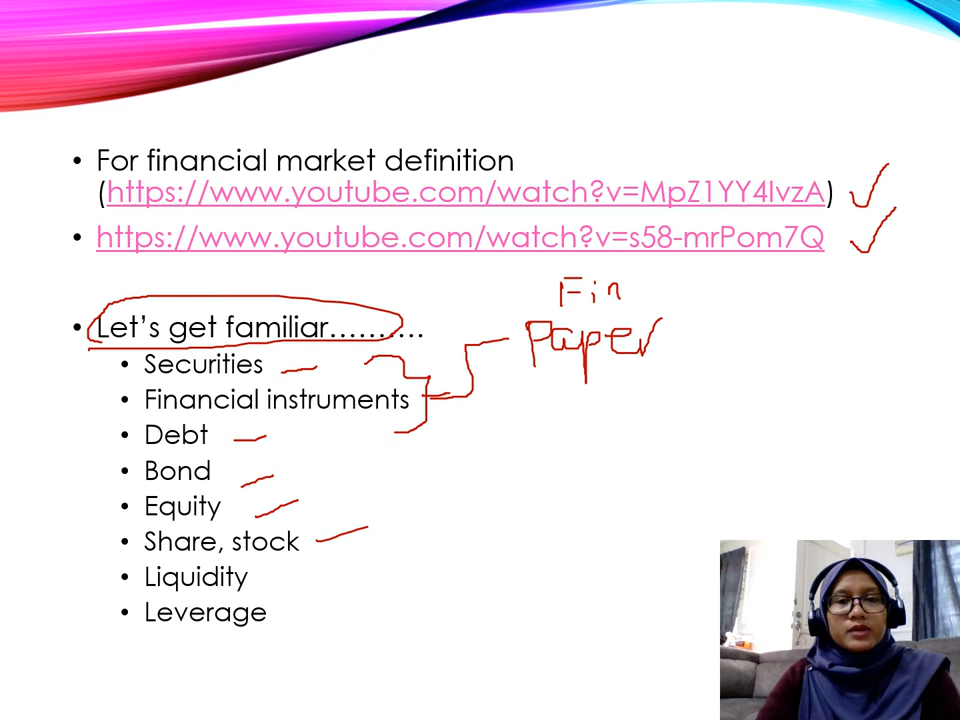 • For financial market definition
(https://www.youtube.com/watch?v=MpZ1YY4lvzA)
• https://www.youtube.com/watch?v=s58-mrPom7Q
Fin
Paper
• Let's get familiar..........
• Securities
• Financial instruments
• Debt
• Bond
• Equity
• Share, stock
• Liquidity
• Leverage